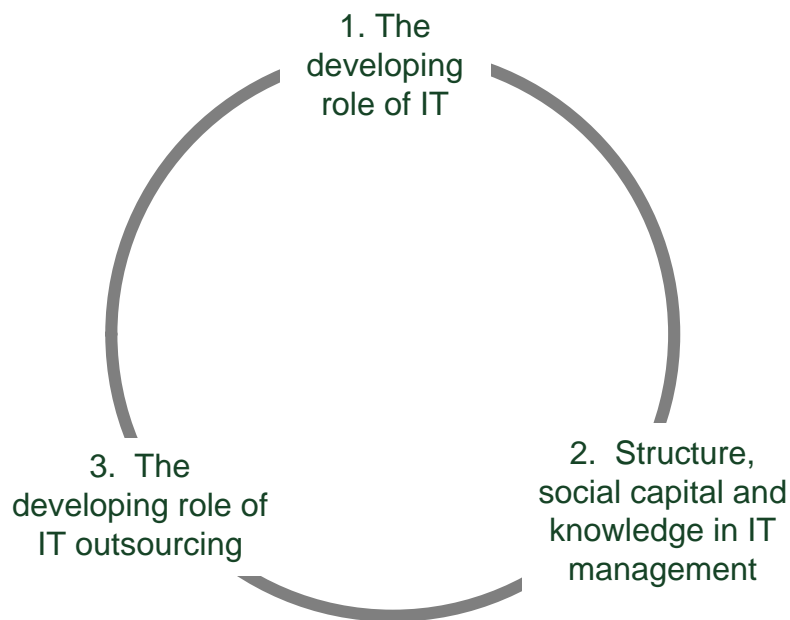 1. The
developing
role of IT
2. Structure,
social capital and
knowledge in IT
management
3. The
developing role of
IT outsourcing